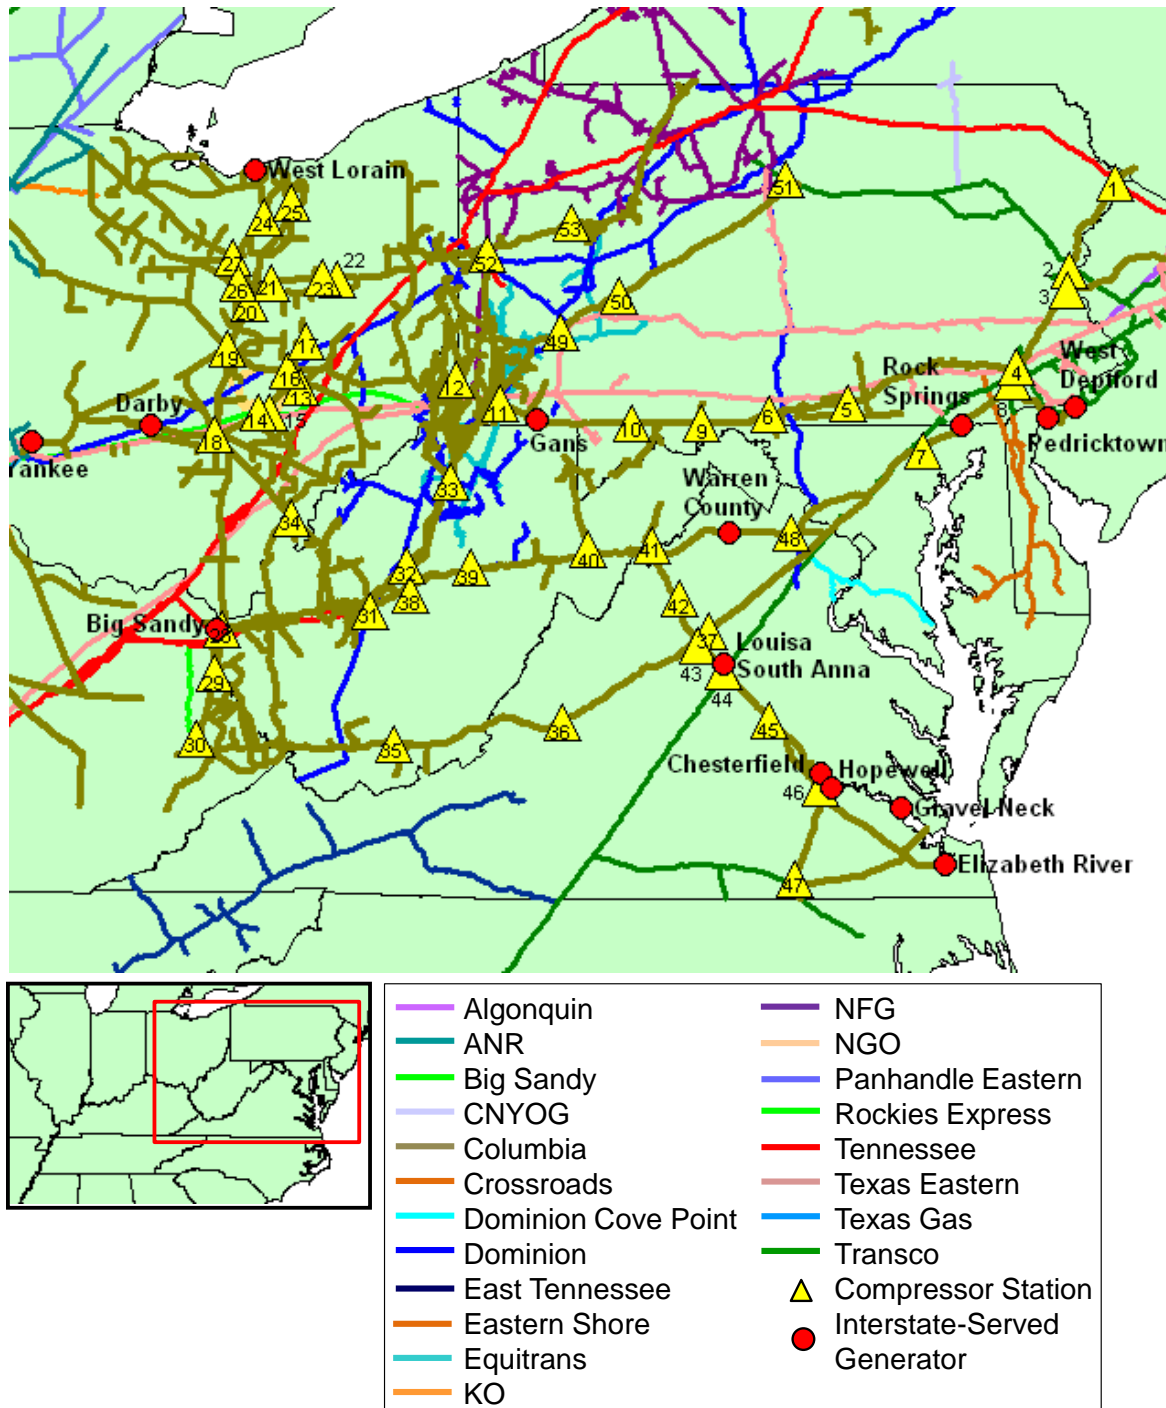 1
51
West Lorain
25
24
53
27
22
52
2
26
21
23
3
20
50
17
49
19
Rock
Springs
West
Deptford
16
12
4
13
Darby
14
15
11
6
5
8
18
Gans
10
9
Pedricktown
Yankee
7
33
Warren
County
34
48
41
40
32
39
38
42
31
Big Sandy
28
37
Louisa
43
South Anna
29
44
36
45
30
35
Chesterfield
Hopewell
46
Gravel Neck
Elizabeth River
47
Algonquin
ANR
Big Sandy
CNYOG
Columbia
Crossroads
Dominion Cove Point
Dominion
East Tennessee
Eastern Shore
Equitrans
KO
NFG
NGO
Panhandle Eastern
Rockies Express
Tennessee
Texas Eastern
Texas Gas
Transco
Compressor Station
Interstate-Served
Generator